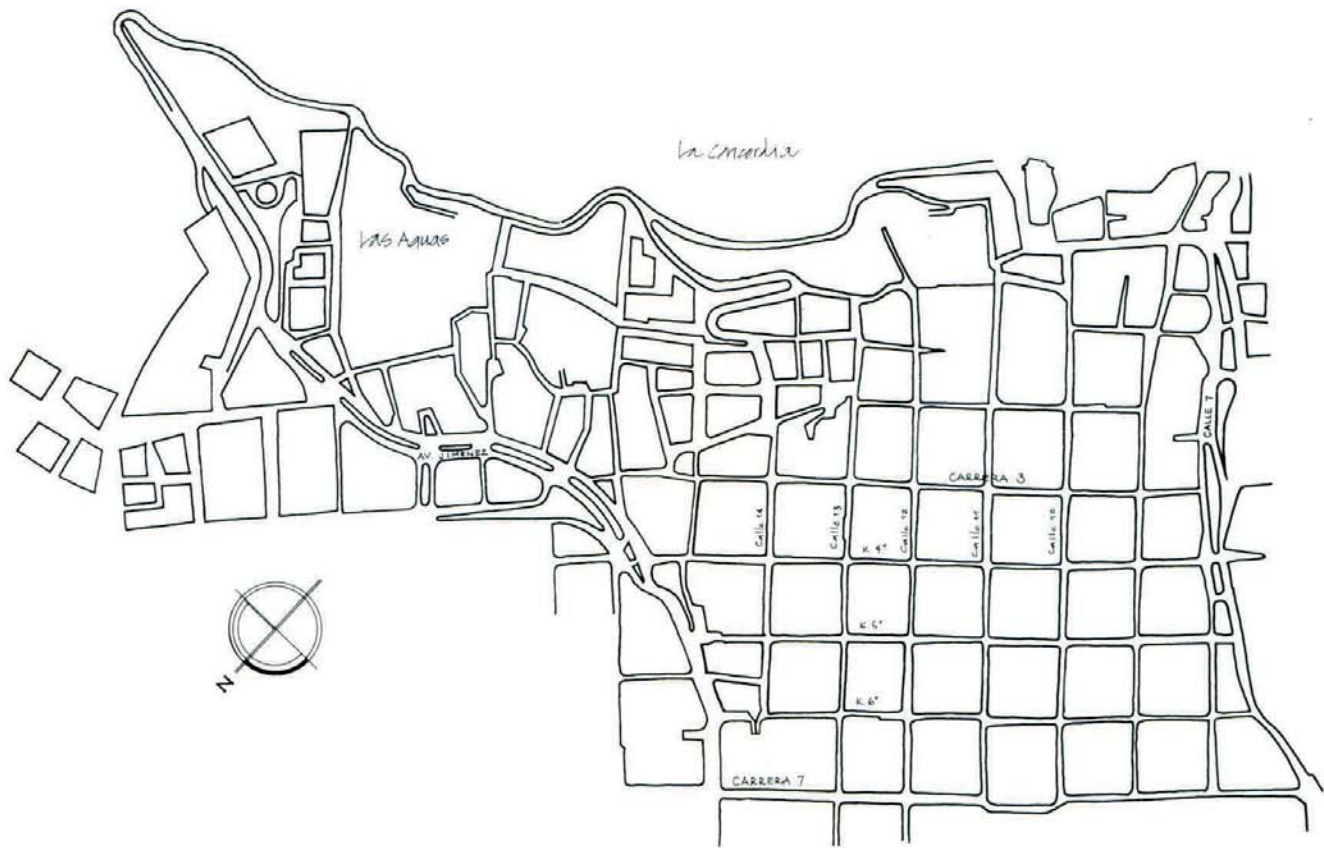 La Concordia
Las Aguas
CALLE 7
AV. JIMENEZ
CARRERA 3
Calle 14
Calle 13
Calle 12
Calle 11
Calle 10
K 4ª
K 5ª
N
K 6ª
CARRERA 7